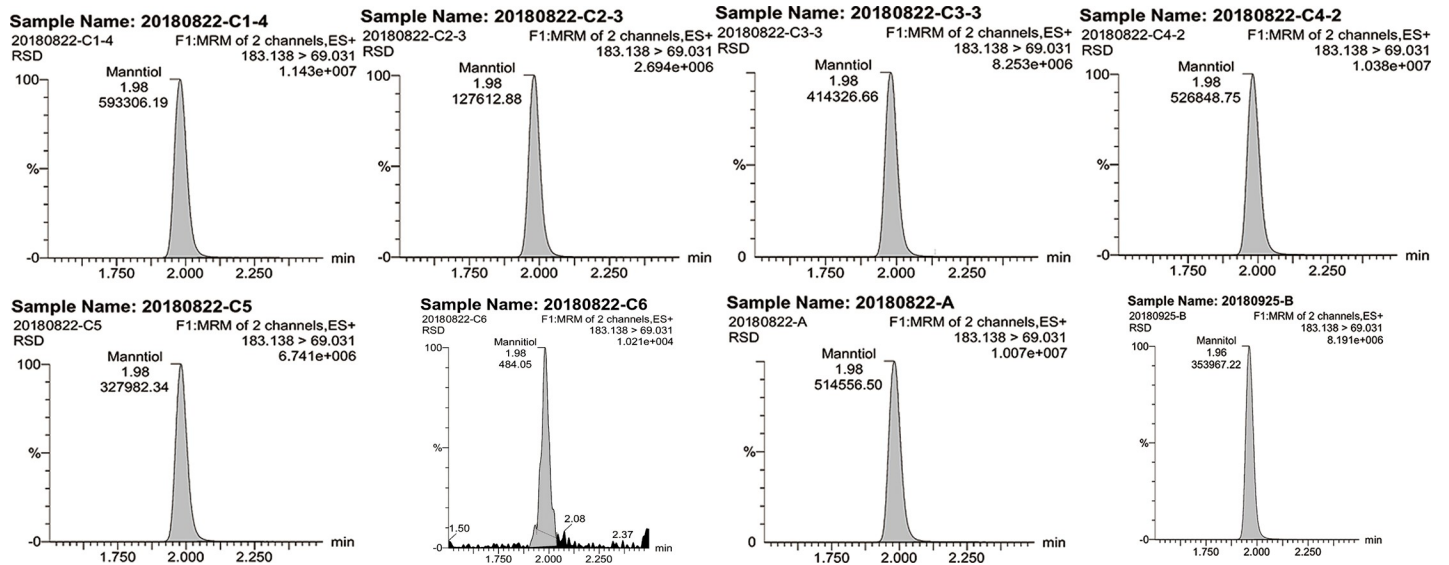 Sample Name: 20180822-C1-4
20180822-C1-4 F1:MRM of 2 channels,ES+
RSD 183.138 > 69.031
1.143e+007
100
Manntiol
1.98
593306.19
%
-0
1.750 2.000 2.250 min
Sample Name: 20180822-C2-3
20180822-C2-3 F1:MRM of 2 channels,ES+
RSD 183.138 > 69.031
2.694e+006
100
Manntiol
1.98
127612.88
%
-0
1.750 2.000 2.250 min
Sample Name: 20180822-C3-3
20180822-C3-3 F1:MRM of 2 channels,ES+
RSD 183.138 > 69.031
8.253e+006
100
Manntiol
1.98
414326.66
%
0
1.750 2.000 2.250 min
Sample Name: 20180822-C4-2
20180822-C4-2 F1:MRM of 2 channels,ES+
RSD 183.138 > 69.031
1.038e+007
100
Manntiol
1.98
526848.75
%
-0
1.750 2.000 2.250 min
Sample Name: 20180822-C5
20180822-C5 F1:MRM of 2 channels,ES+
RSD 183.138 > 69.031
6.741e+006
100
Manntiol
1.98
327982.34
%
-0
1.750 2.000 2.250 min
Sample Name: 20180822-C6
20180822-C6 F1:MRM of 2 channels,ES+
RSD 183.138 > 69.031
1.021e+004
100
Mannitiol
1.98
484.05
%
1.50 2.08 2.37
-0
1.750 2.000 2.250 min
Sample Name: 20180822-A
20180822-A F1:MRM of 2 channels,ES+
RSD 183.138 > 69.031
1.007e+007
100
Manntiol
1.98
514556.50
%
0
1.750 2.000 2.250 min
Sample Name: 20180925-B
20180925-B F1:MRM of 2 channels,ES+
RSD 183.138 > 69.031
8.191e+006
100
Manntiol
1.96
353967.22
%
-0
1.750 2.000 2.250 min